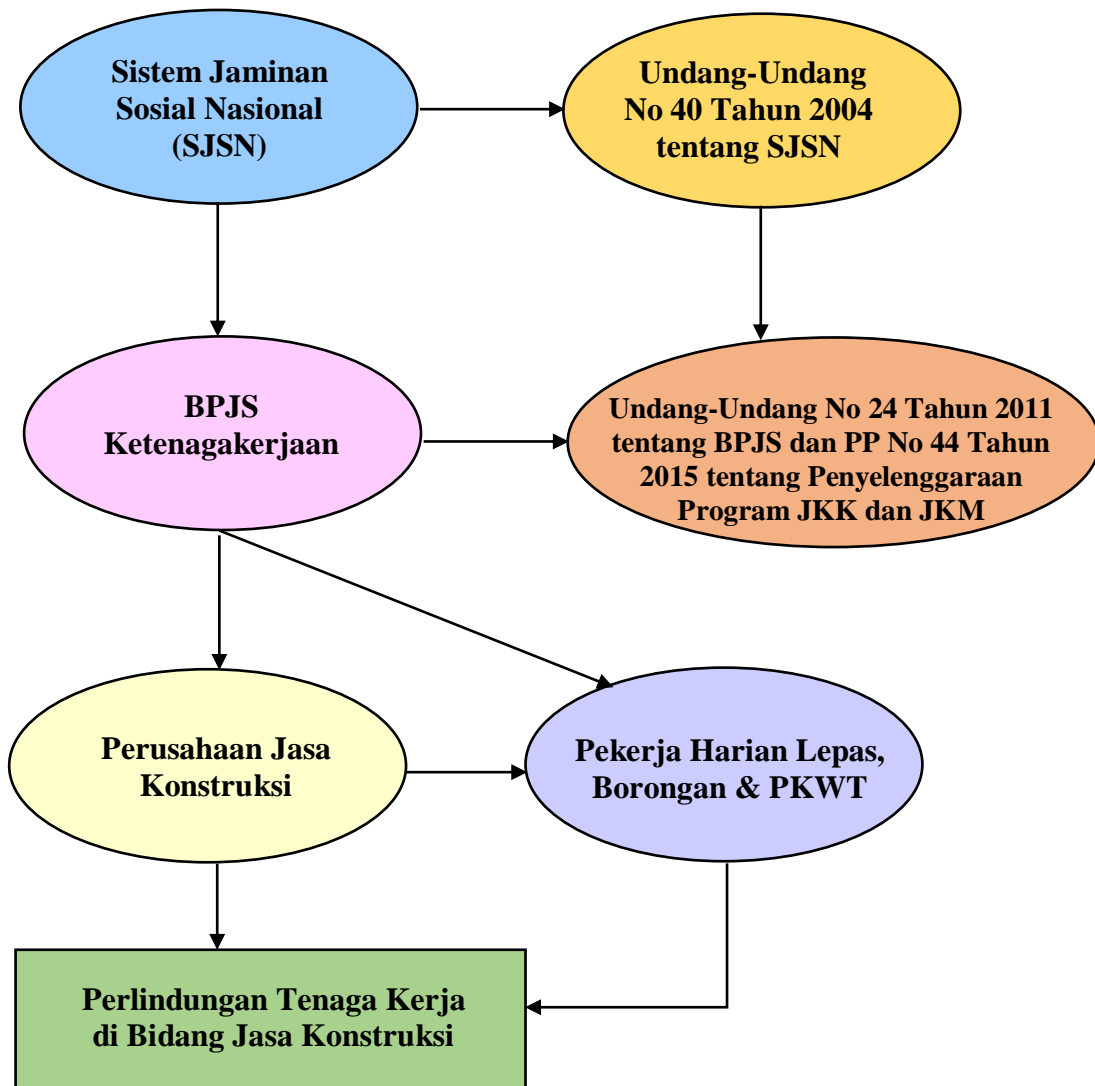 Sistem Jaminan
Sosial Nasional
(SJSN)
Undang-Undang
No 40 Tahun 2004
tentang SJSN
BPJS
Ketenagakerjaan
Undang-Undang No 24 Tahun 2011
tentang BPJS dan PP No 44 Tahun
2015 tentang Penyelenggaraan
Program JKK dan JKM
Perusahaan Jasa
Konstruksi
Pekerja Harian Lepas,
Borongan & PKWT
Perlindungan Tenaga Kerja
di Bidang Jasa Konstruksi